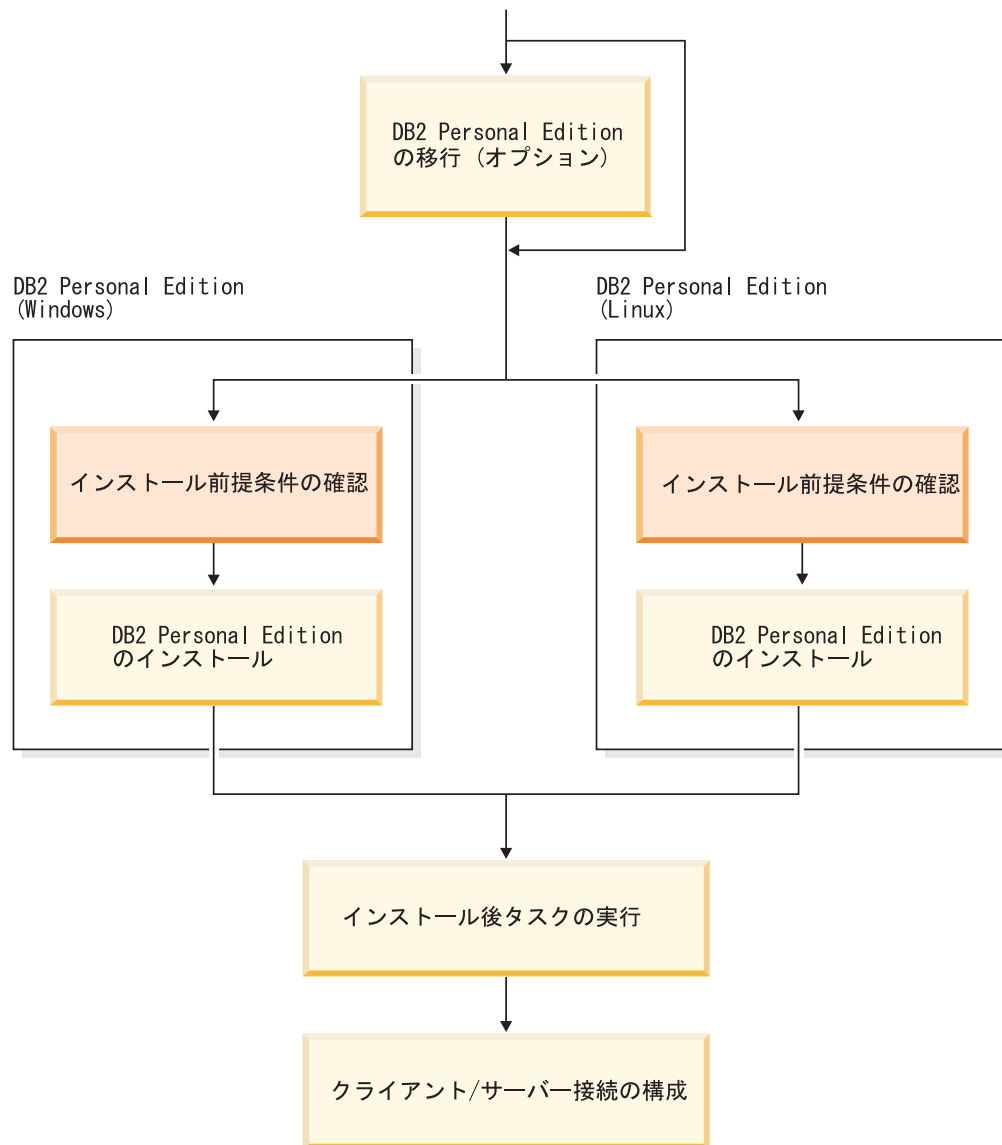 DB2 Personal Edition
の移行（オプション）
DB2 Personal Edition
(Windows)
DB2 Personal Edition
(Linux)
インストール前提条件の確認
インストール前提条件の確認
DB2 Personal Edition
のインストール
DB2 Personal Edition
のインストール
インストール後タスクの実行
クライアント/サーバー接続の構成